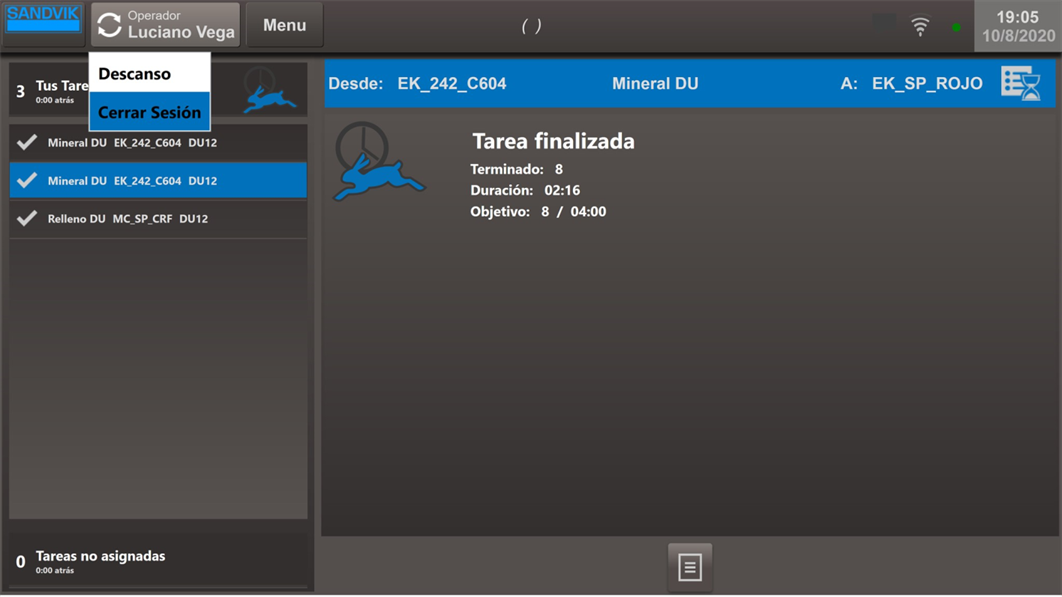 SANDVIK
Operador
Luciano Vega
Menu
( )
19:05
10/8/2020
Descanso
Cerrar Sesión
3 Tus Tare
0:00 atrás
Mineral DU EK_242_C604 DU12
Mineral DU EK_242_C604 DU12
Relleno DU MC_SP_CRF DU12
0 Tareas no asignadas
0:00 atrás
Desde: EK_242_C604 Mineral DU A: EK_SP_ROJO
Tarea finalizada
Terminado: 8
Duración: 02:16
Objetivo: 8 / 04:00